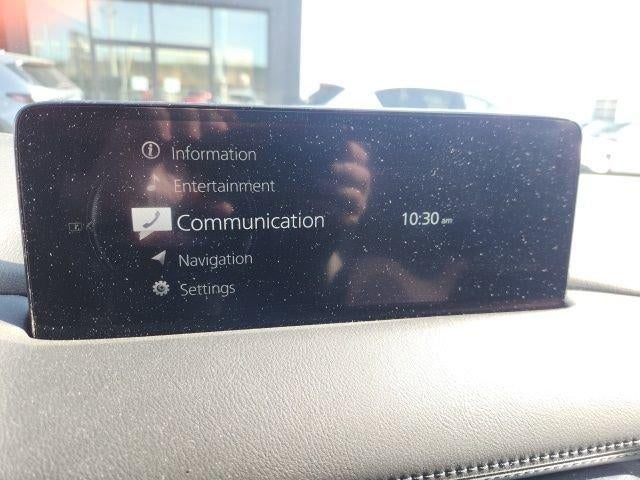 Information
Entertainment
Communication
10:30 am
Navigation
Settings